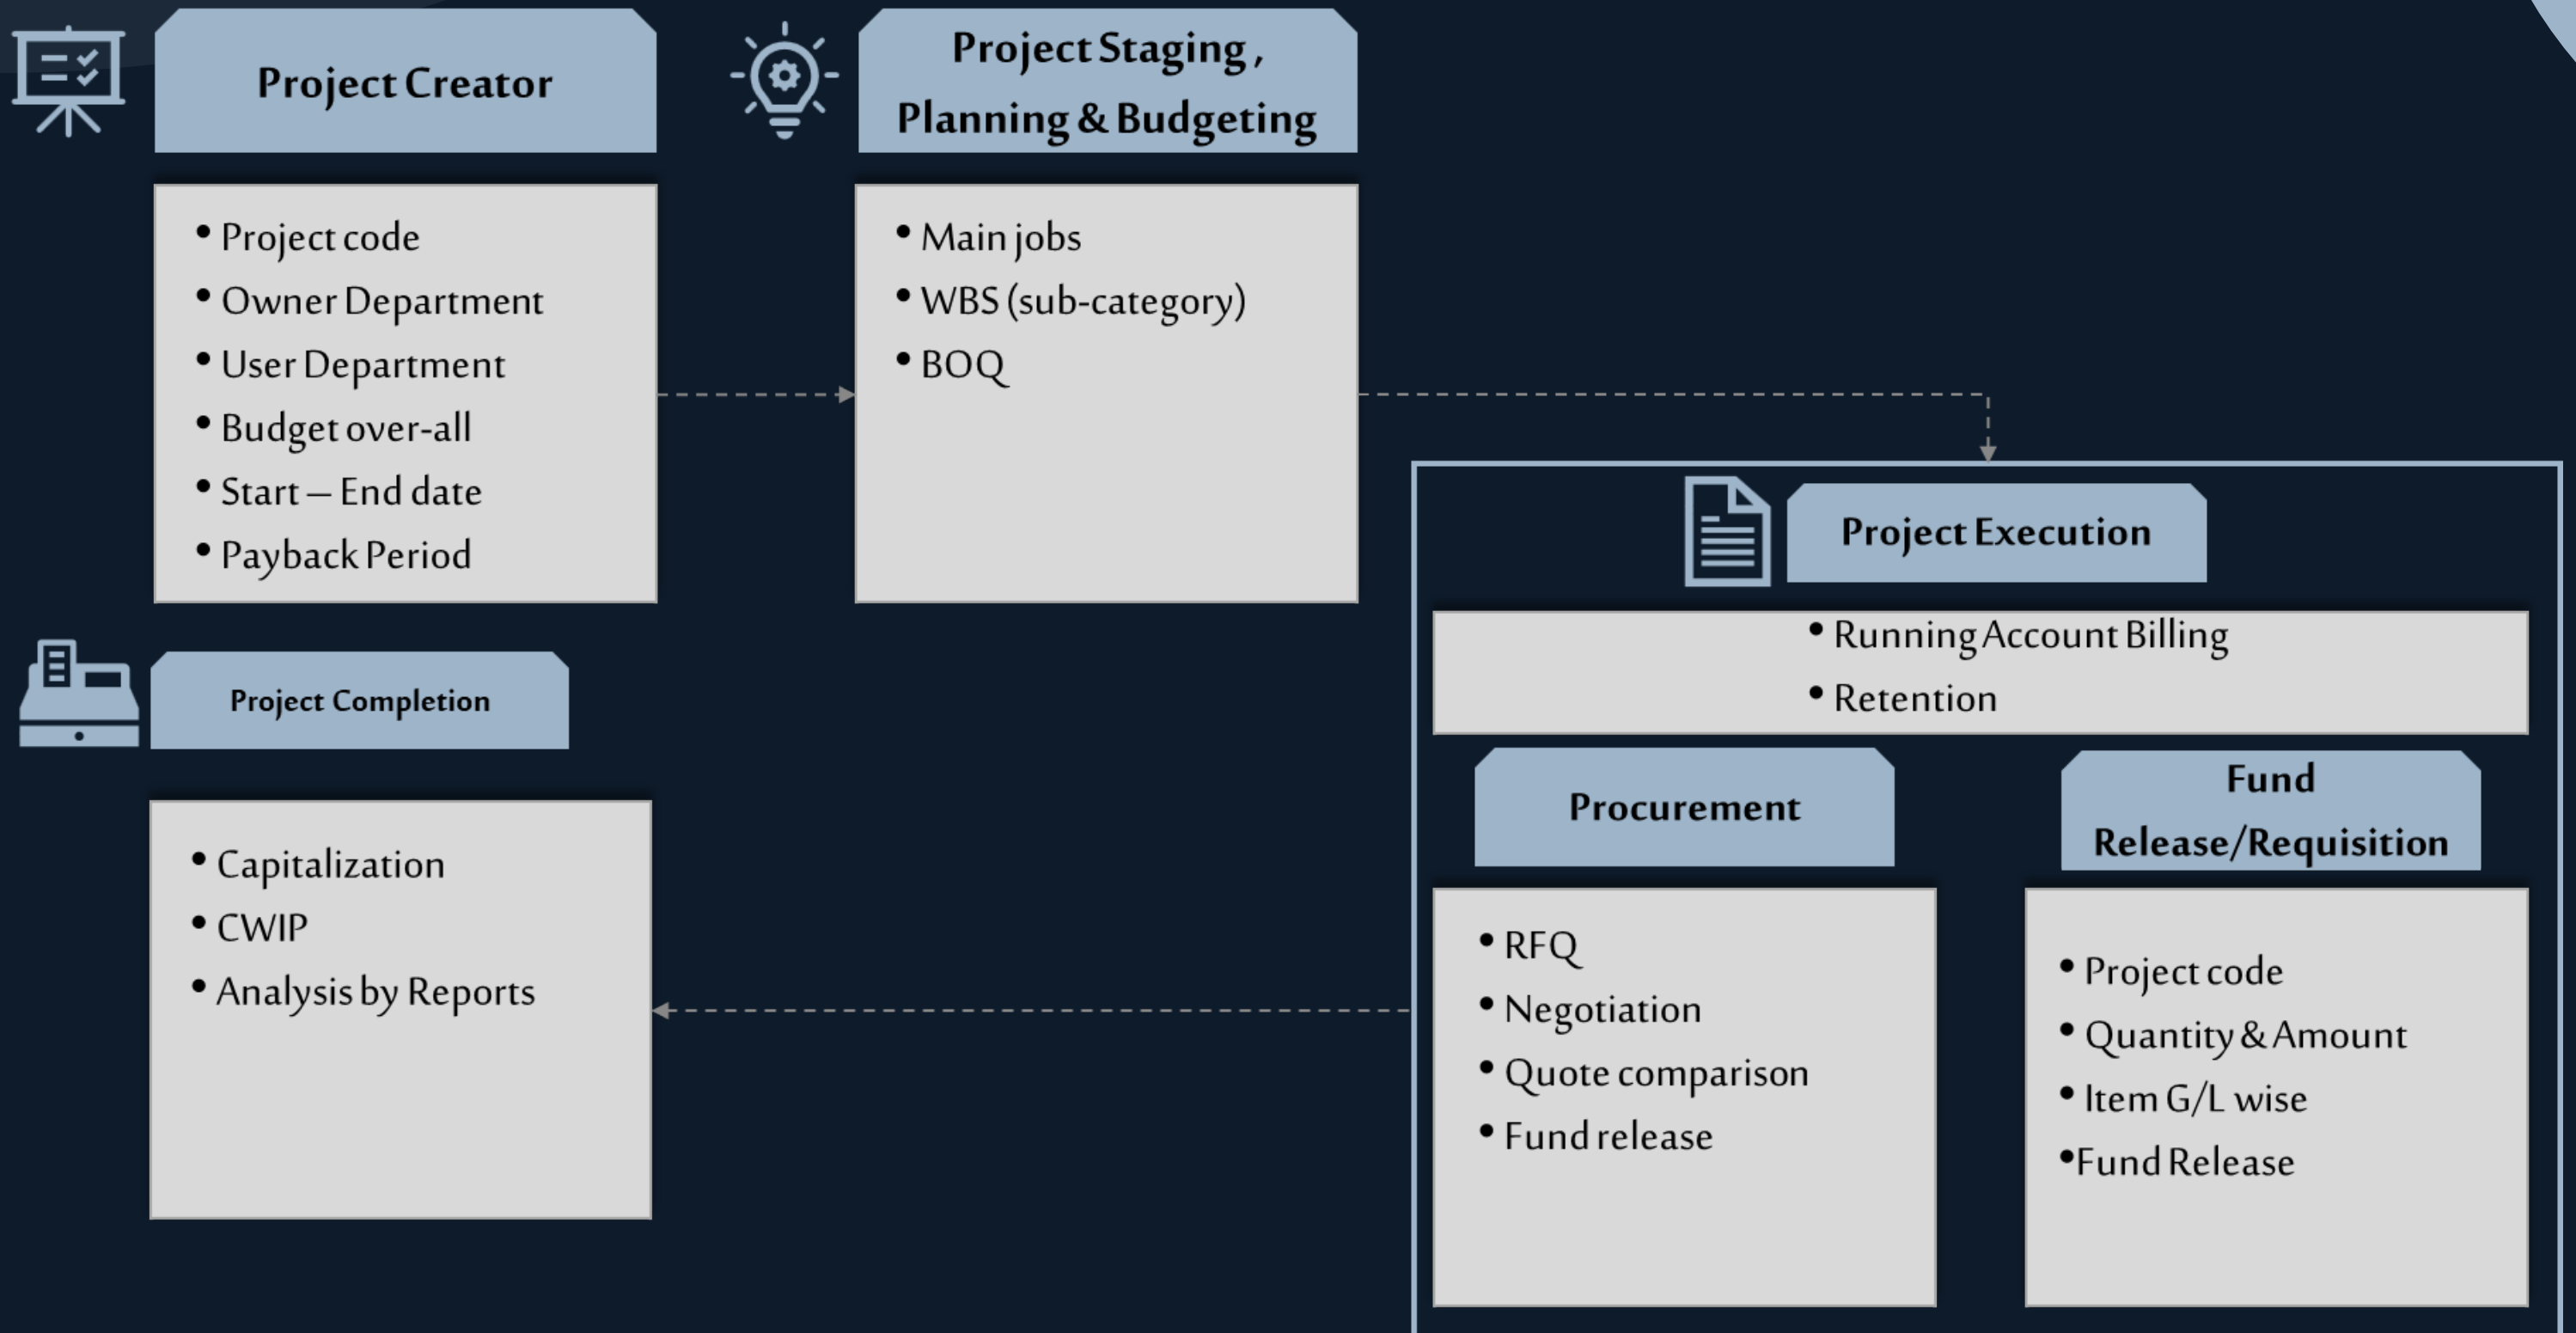 Project Creator
• Project code
• Owner Department
• User Department
• Budget over-all
• Start – End date
• Payback Period
Project Staging ,
Planning & Budgeting
• Main jobs
• WBS (sub-category)
• BOQ
Project Execution
• Running Account Billing
• Retention
Procurement
• RFQ
• Negotiation
• Quote comparison
• Fund release
Fund
Release/Requisition
• Project code
• Quantity & Amount
• Item G/L wise
•Fund Release
Project Completion
• Capitalization
• CWIP
• Analysis by Reports